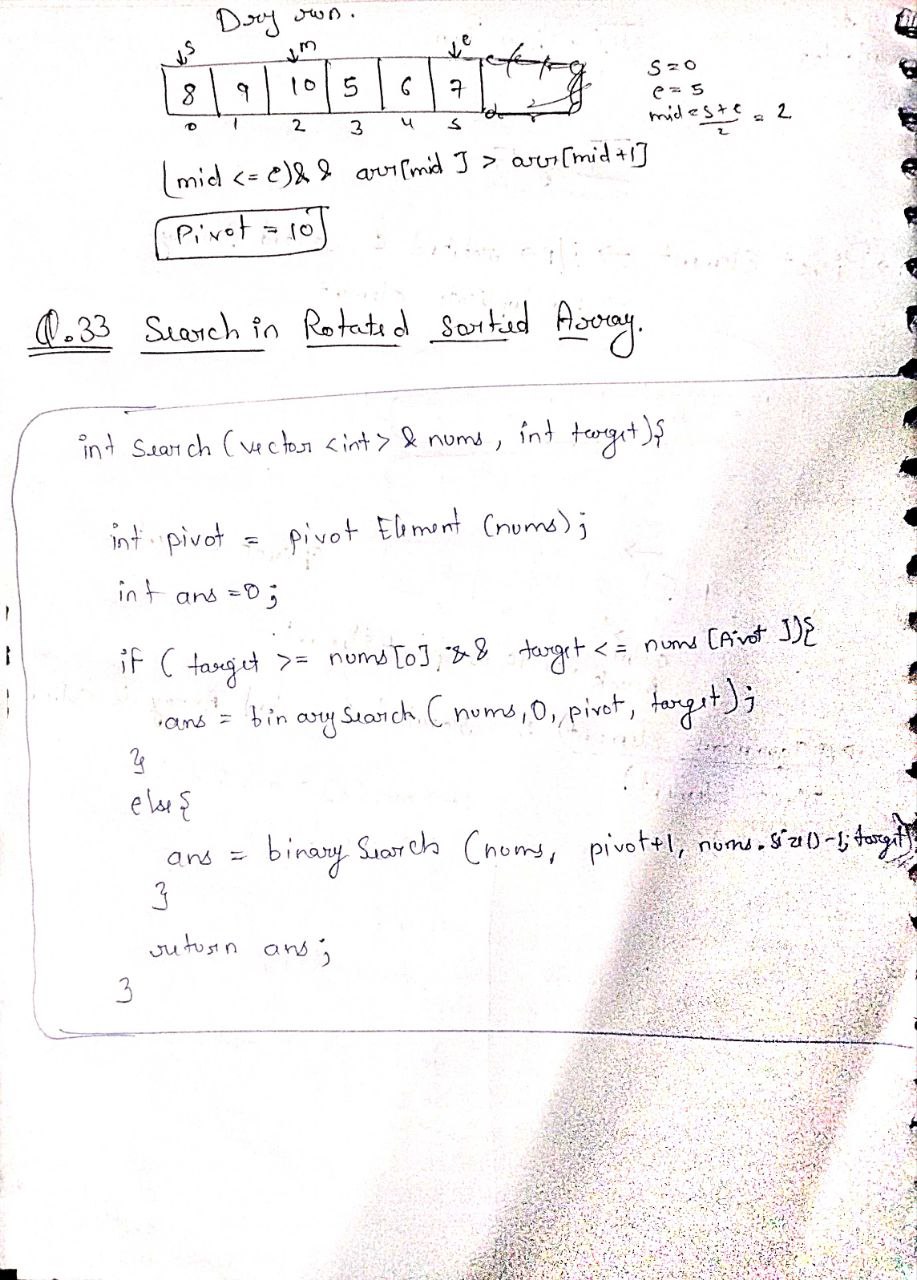 Dry run.
s m e
8 9 10 5 6 7
0 1 2 3 4 5
s=0
e=5
mid = s+e/2 = 2
(mid <= e) && arr[mid] > arr[mid+1]
Pivot = 10
Q.33 Search in Rotated sorted Array.
int search (vector <int> & nums, int target){
int pivot = pivot Element (nums);
int ans =0;
if ( target >= nums[0] && target <= nums [Pivot]){
ans = binarySearch (nums, 0, pivot, target);
}
else {
ans = binary Search (nums, pivot+1, nums.size()-1, target);
}
return ans;
}